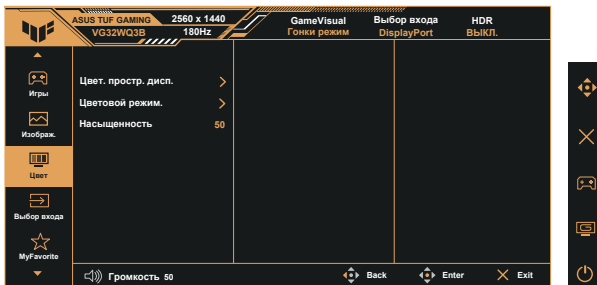 ASUS TUF GAMING 2560 x 1440
VG32WQ3B 180Hz
GameVisual Выбор входа HDR
Гонки режим DisplayPort ВЫКЛ.
Игры
Изображ.
Цвет
Выбор входа
MyFavorite
Цвет. простр. дисп.
Цветовой режим.
Насыщенность 50
Громкость 50 Back Enter Exit